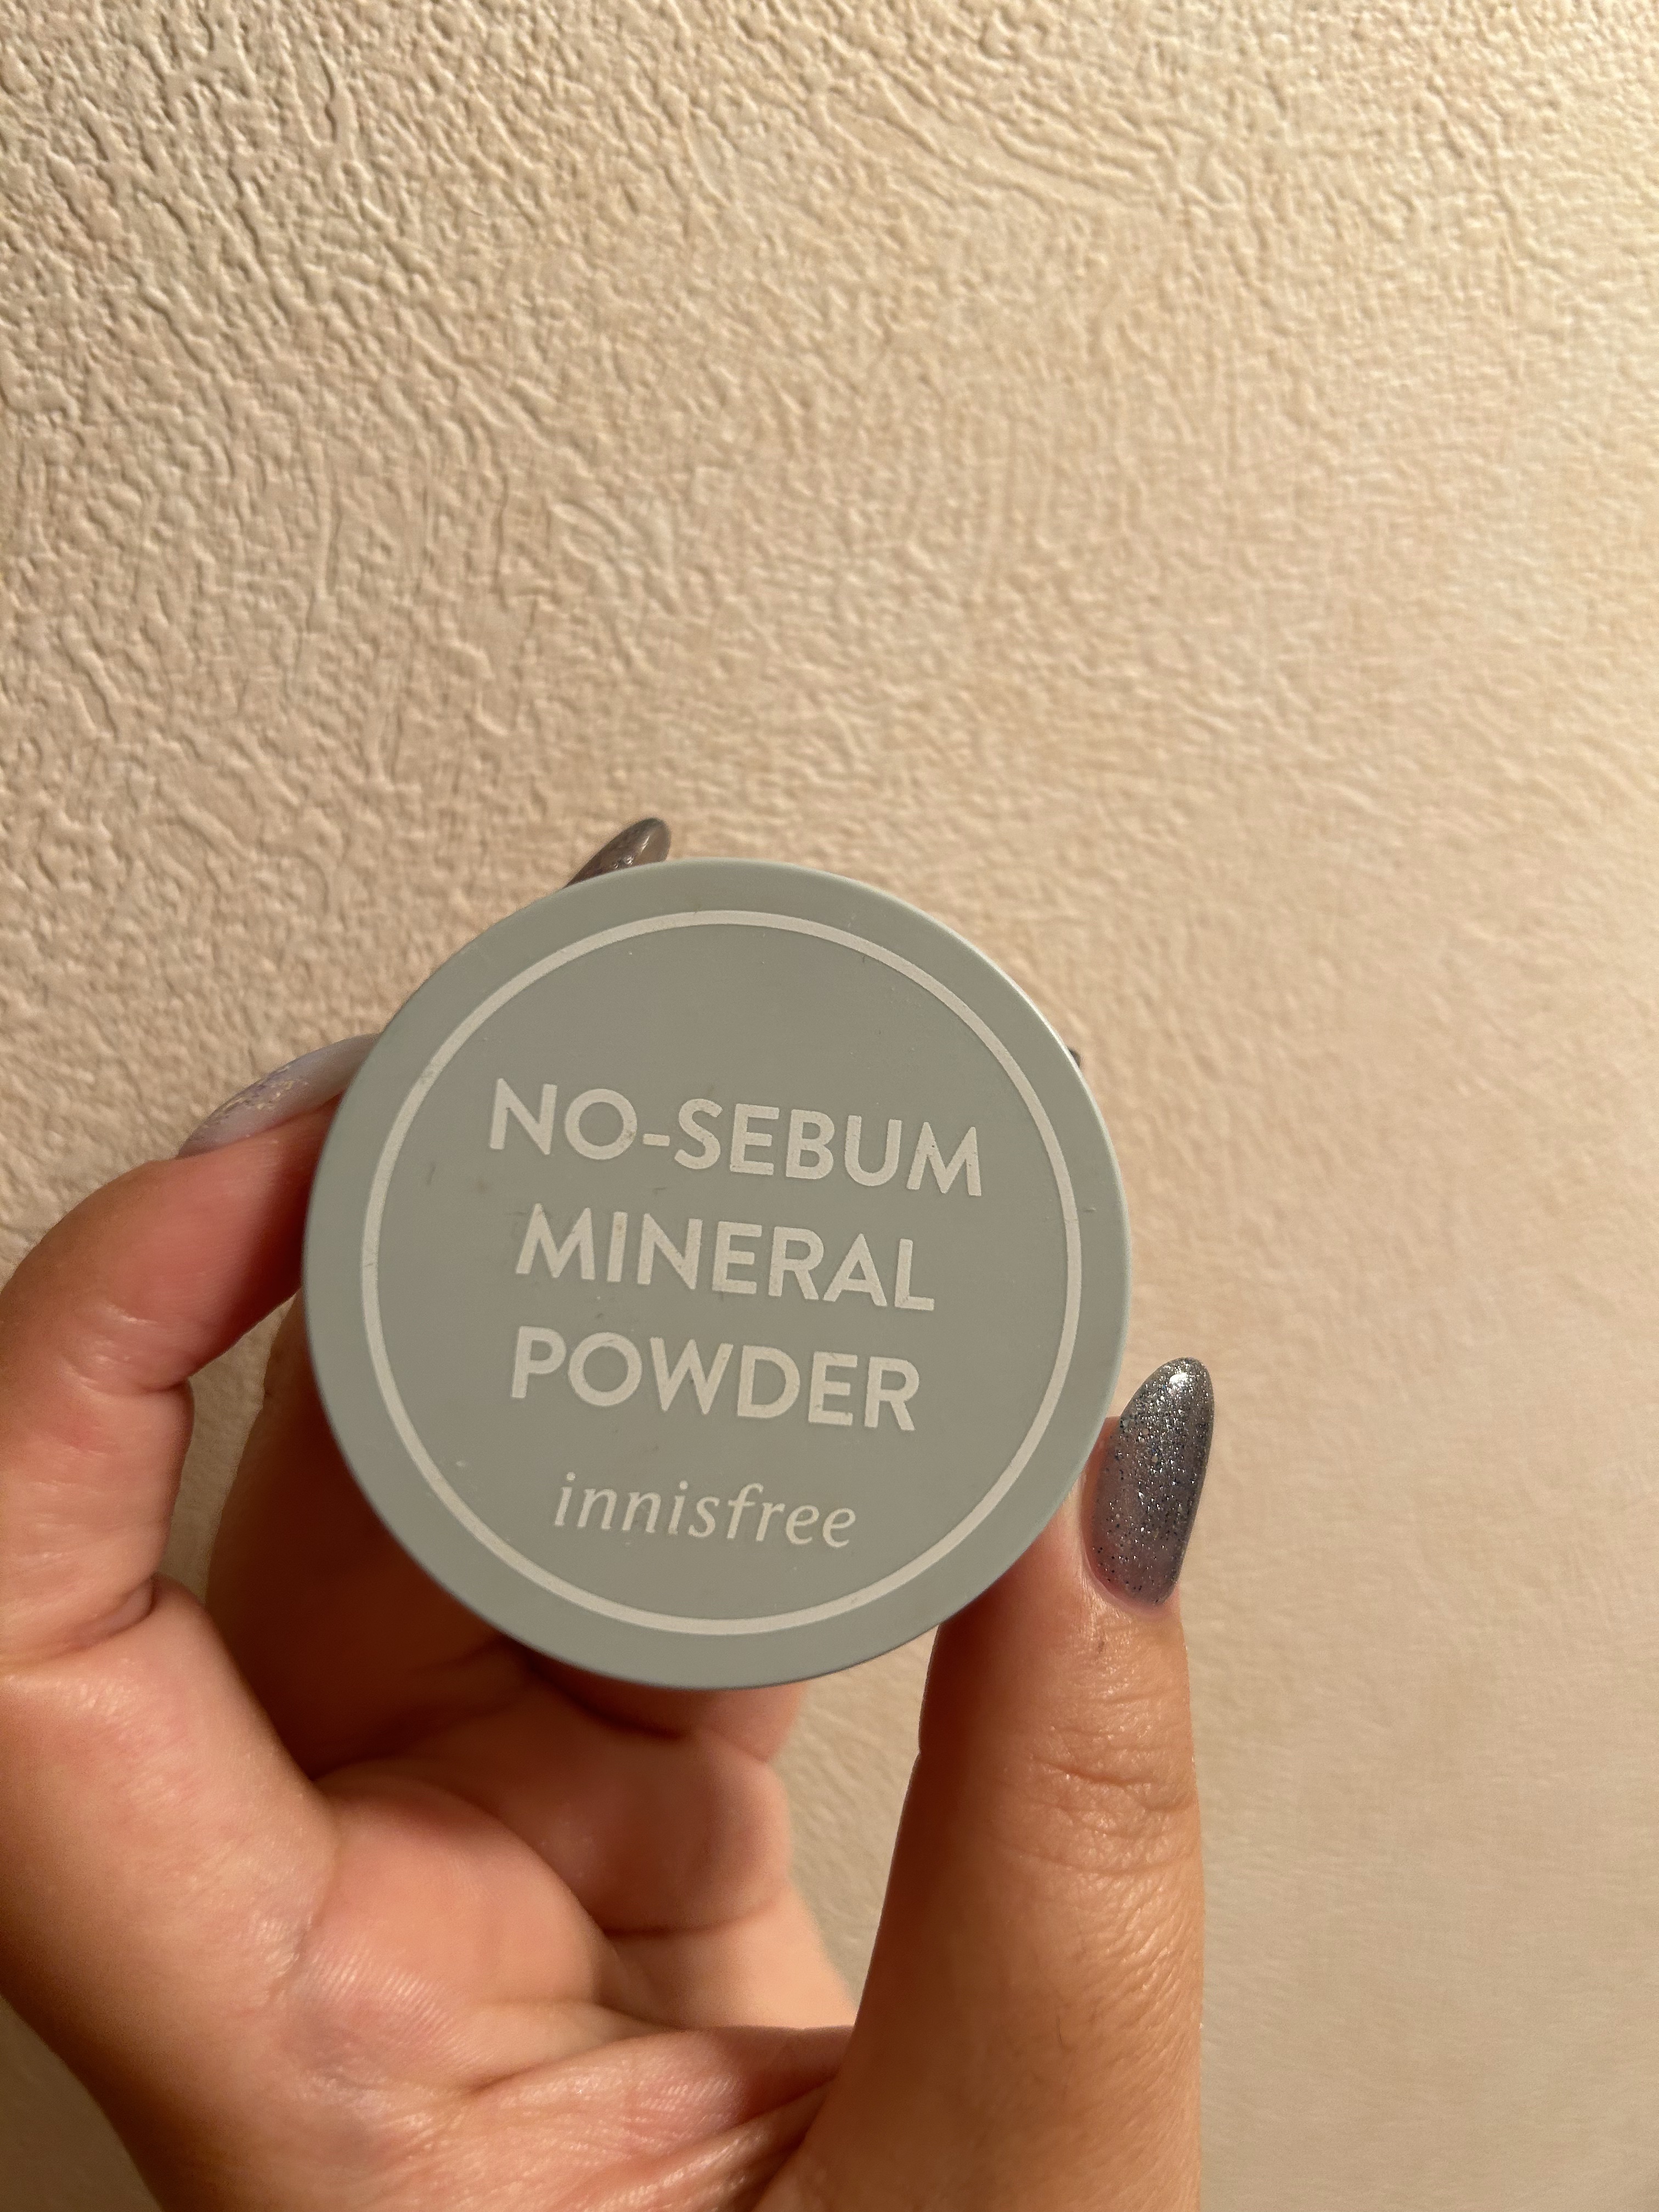 NO-SEBUM
MINERAL
POWDER
innisfree